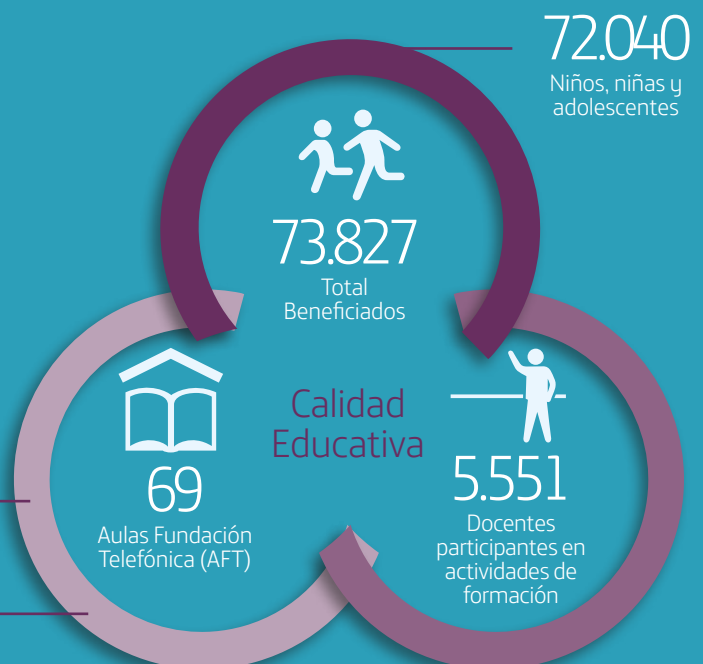 72.040
Niños, niñas y
adolescentes
73.827
Total
Beneficiados
Calidad
Educativa
69
Aulas Fundación
Telefónica (AFT)
5.551
Docentes
participantes en
actividades de
formación